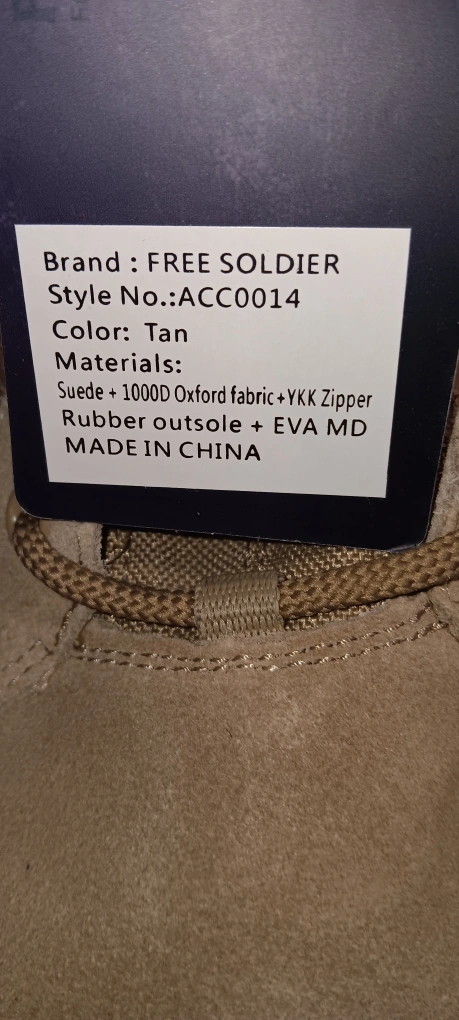 Brand : FREE SOLDIER
Style No.:ACC0014
Color: Tan
Materials:
Suede + 1000D Oxford fabric+YKK Zipper
Rubber outsole + EVA MD
MADE IN CHINA